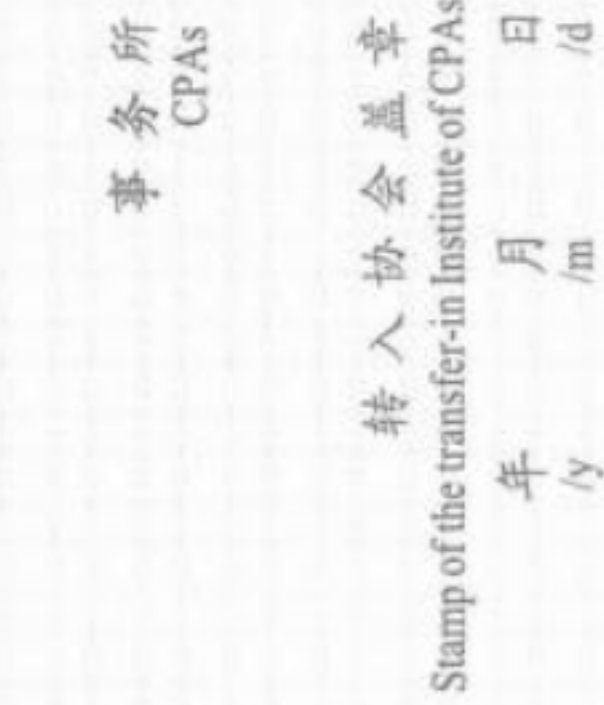 事务所
CPAs
转入协会盖章
Stamp of the transfer-in Institute of CPAs
年 月 日
/y /m /d